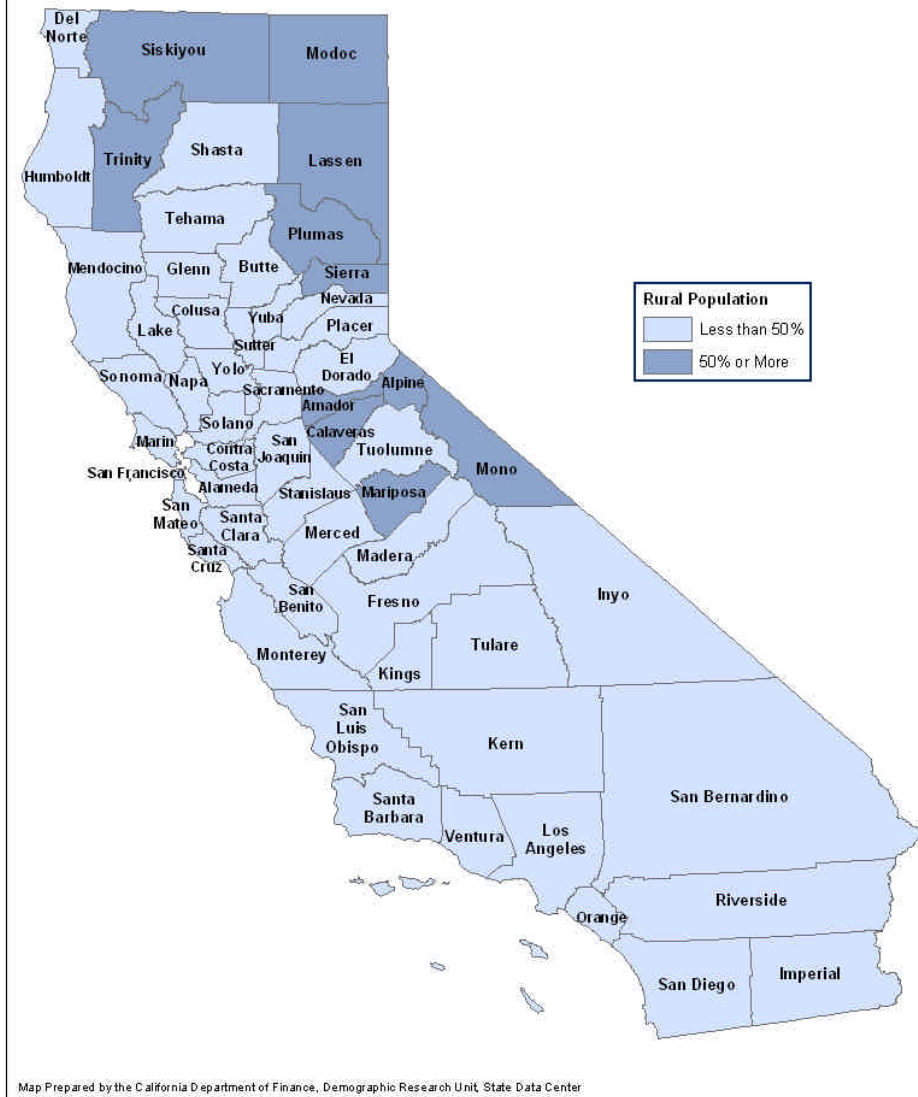 Del
Norte
Siskiyou
Modoc
Trinity
Shasta
Lassen
Humboldt
Tehama
Plumas
Mendocino
Glenn
Butte
Sierra
Nevada
Colusa
Yuba
Placer
Lake
Sutter
El
Dorado
Sonoma
Napa
Yolo
Sacramento
Alpine
Amador
Solano
Calaveras
Marin
Contra
Costa
San
Joaquin
Tuolumne
Mono
San Francisco
Alameda
Stanislaus
Mariposa
San
Mateo
Santa
Clara
Merced
Santa
Cruz
Madera
San
Benito
Fresno
Inyo
Monterey
Kings
Tulare
San
Luis
Obispo
Kern
San Bernardino
Santa
Barbara
Ventura
Los
Angeles
Orange
Riverside
San Diego
Imperial
Rural Population
Less than 50%
50% or More
Map Prepared by the California Department of Finance, Demographic Research Unit, State Data Center